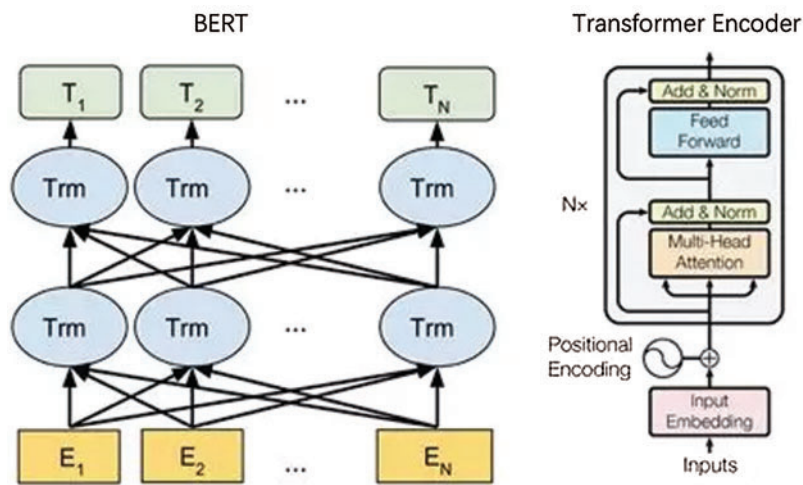 BERT
T1 T2 ... TN
Trm Trm ... Trm
Trm Trm ... Trm
E1 E2 ... EN
Transformer Encoder
Add & Norm
Feed
Forward
N×
Add & Norm
Multi-Head
Attention
Positional
Encoding
Input
Embedding
Inputs